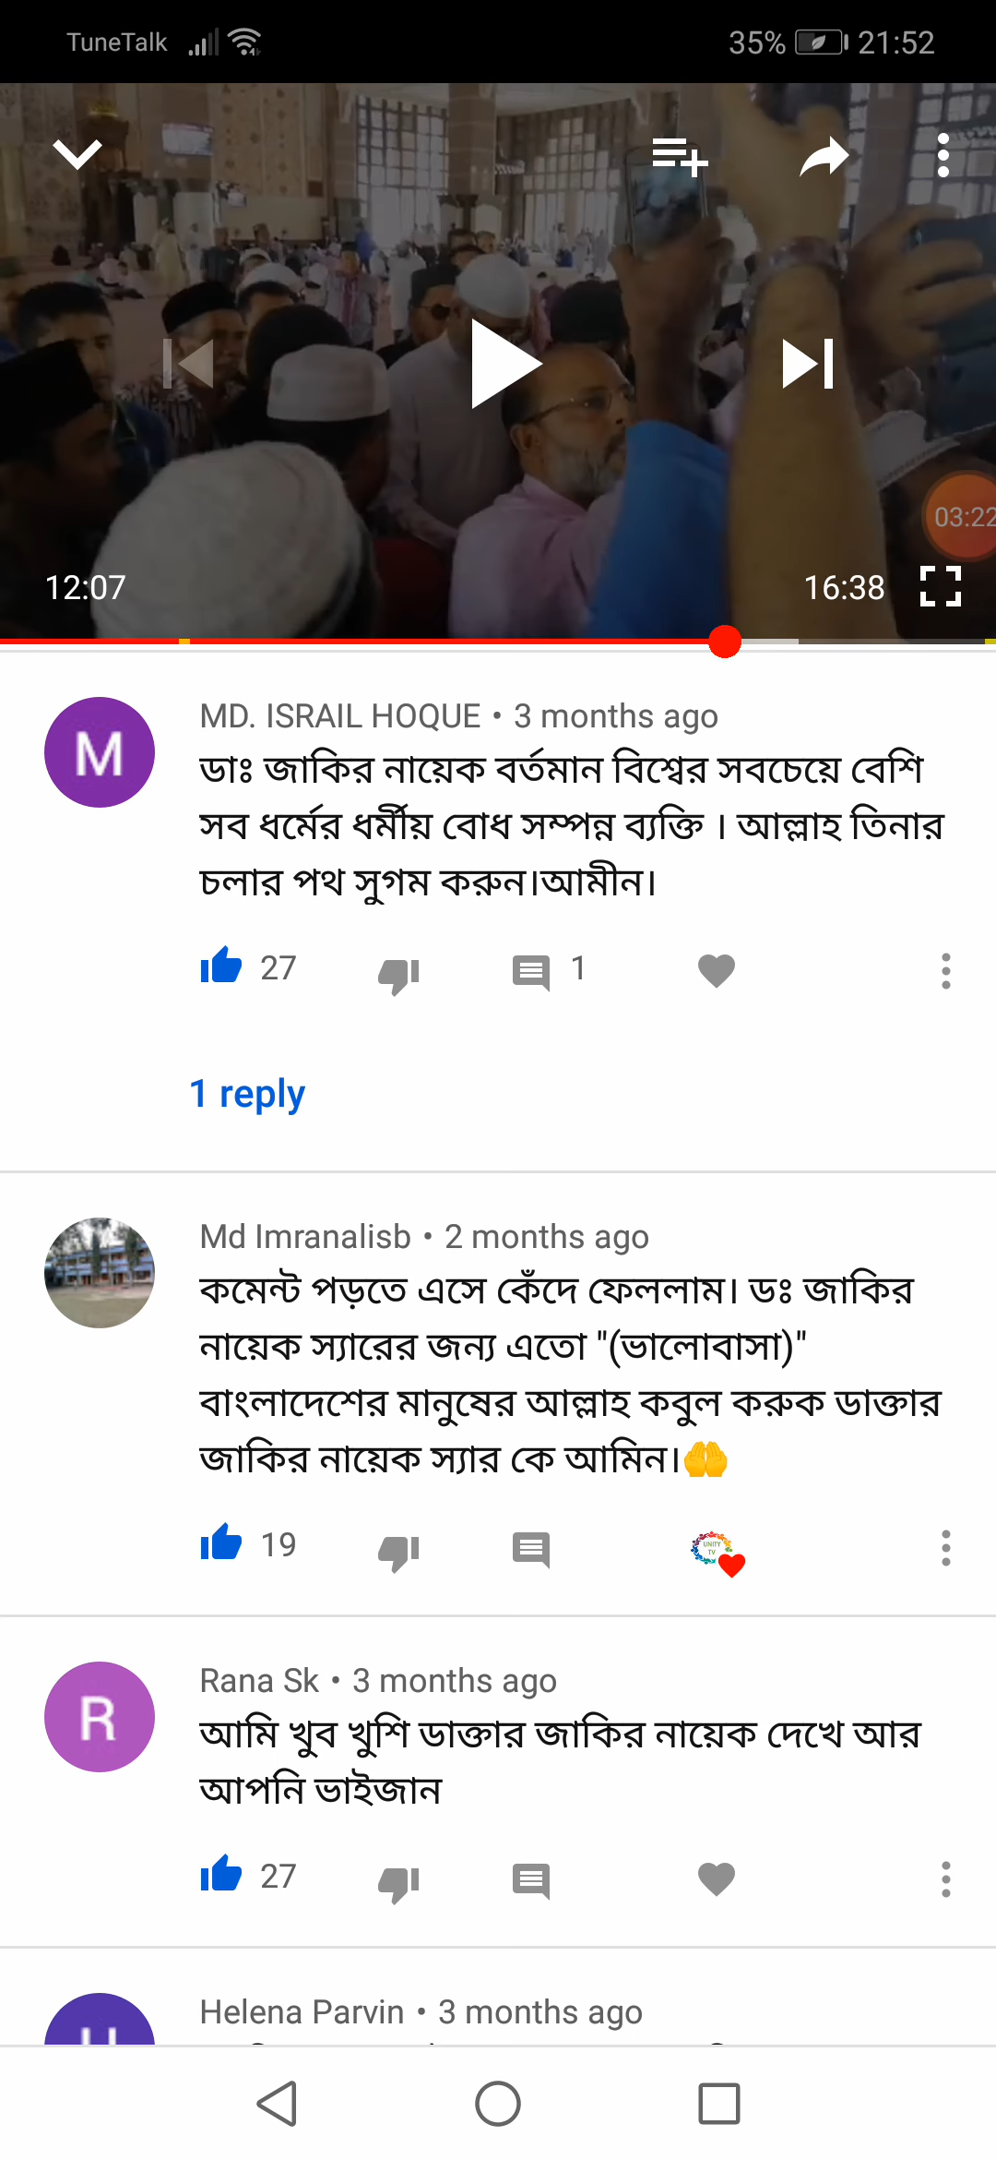 TuneTalk 35% 21:52
03:22
12:07 16:38
M
MD. ISRAIL HOQUE • 3 months ago
ডাঃ জাকির নায়েক বর্তমান বিশ্বের সবচেয়ে বেশি
সব ধর্মের ধর্মীয় বোধ সম্পন্ন ব্যক্তি । আল্লাহ তিনার
চলার পথ সুগম করুন।আমীন।
27 1
1 reply
Md Imranalisb • 2 months ago
কমেন্ট পড়তে এসে কেঁদে ফেললাম। ডঃ জাকির
নায়েক স্যারের জন্য এতো "(ভালোবাসা)"
বাংলাদেশের মানুষের আল্লাহ কবুল করুক ডাক্তার
জাকির নায়েক স্যার কে আমিন।🤲
19
UNITY
TV
R
Rana Sk • 3 months ago
আমি খুব খুশি ডাক্তার জাকির নায়েক দেখে আর
আপনি ভাইজান
27
Helena Parvin • 3 months ago